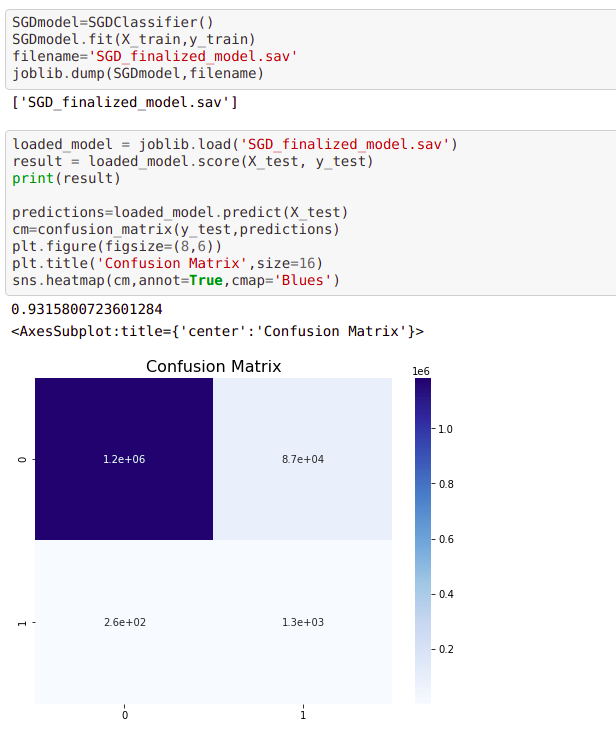 SGDmodel=SGDClassifier()
SGDmodel.fit(X_train,y_train)
filename='SGD_finalized_model.sav'
joblib.dump(SGDmodel,filename)
['SGD_finalized_model.sav']
loaded_model = joblib.load('SGD_finalized_model.sav')
result = loaded_model.score(X_test, y_test)
print(result)
predictions=loaded_model.predict(X_test)
cm=confusion_matrix(y_test,predictions)
plt.figure(figsize=(8,6))
plt.title('Confusion Matrix',size=16)
sns.heatmap(cm,annot=True,cmap='Blues')
0.9315800723601284
<AxesSubplot:title={'center':'Confusion Matrix'}>
Confusion Matrix
1e6
1.0
0 1.2e+06 8.7e+04
0.8
0.6
0.4
1 2.6e+02 1.3e+03
0.2
0 1